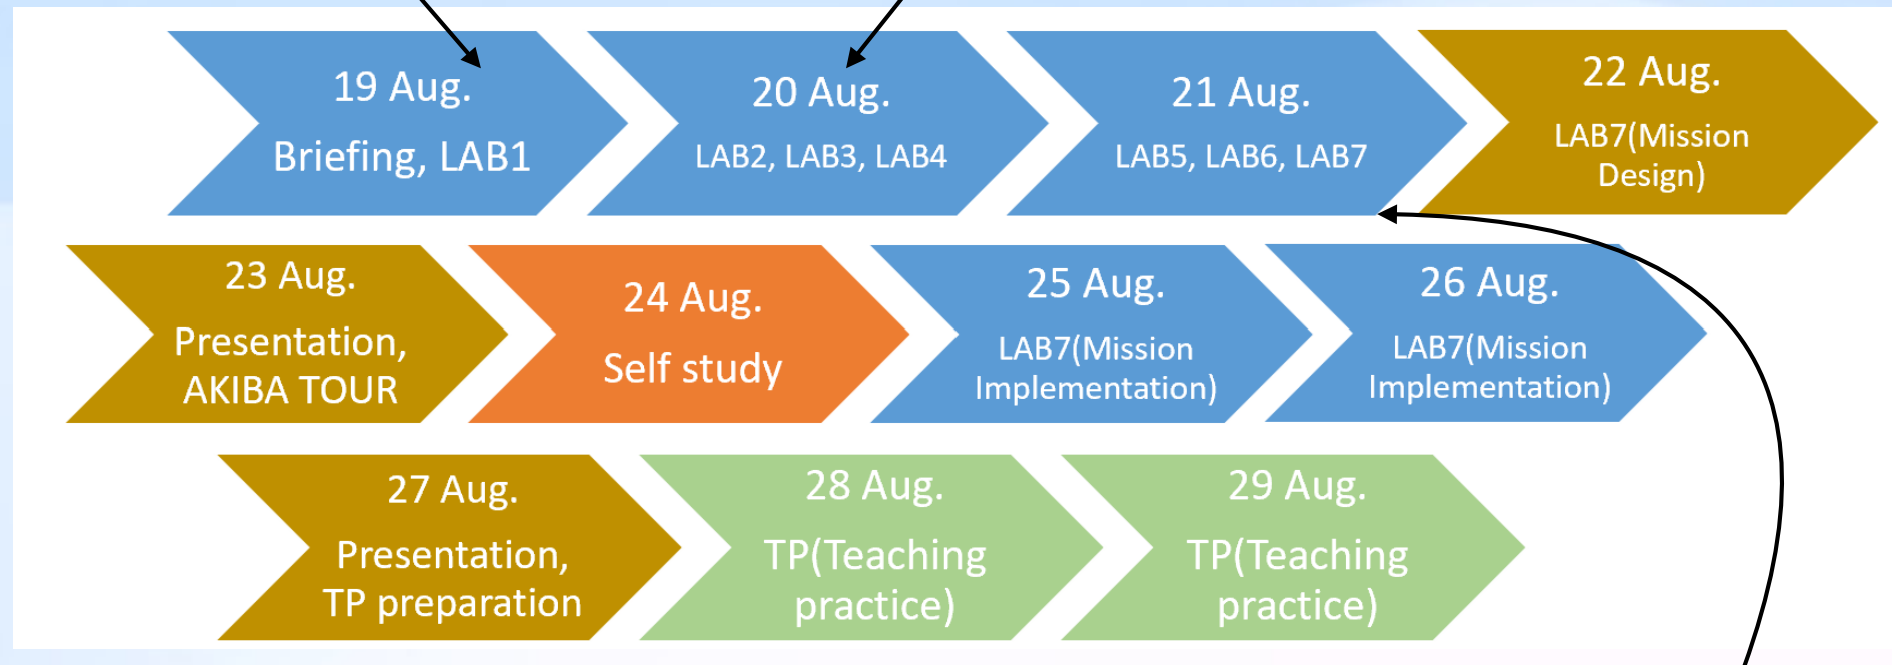 19 Aug.
Briefing, LAB1
20 Aug.
LAB2, LAB3, LAB4
21 Aug.
LAB5, LAB6, LAB7
22 Aug.
LAB7(Mission
Design)
23 Aug.
Presentation,
AKIBA TOUR
24 Aug.
Self study
25 Aug.
LAB7(Mission
Implementation)
26 Aug.
LAB7(Mission
Implementation)
27 Aug.
Presentation,
TP preparation
28 Aug.
TP(Teaching
practice)
29 Aug.
TP(Teaching
practice)